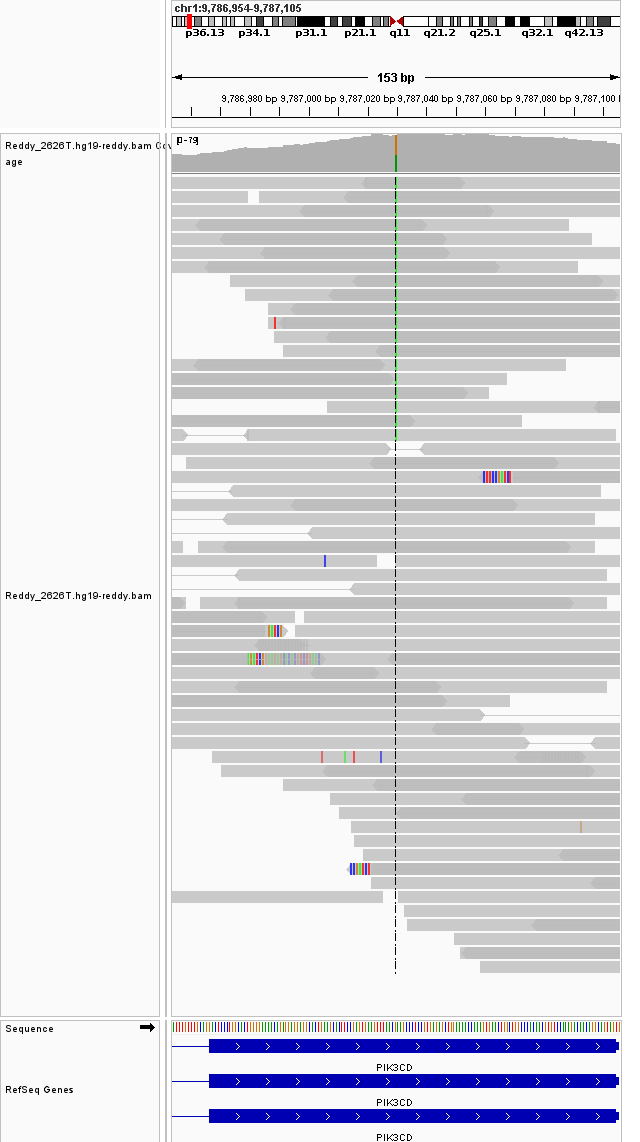 chr1:9,786,954-9,787,105
p36.13 p34.1 p31.1 p21.1 q11 q21.2 q25.1 q32.1 q42.13
153 bp
9,786,980 bp 9,787,000 bp 9,787,020 bp 9,787,040 bp 9,787,060 bp 9,787,080 bp 9,787,100 bp
[0-79]
Reddy_2626T.hg19-reddy.bam Cov
age
Reddy_2626T.hg19-reddy.bam
Sequence
PIK3CD
RefSeq Genes
PIK3CD
PIK3CD